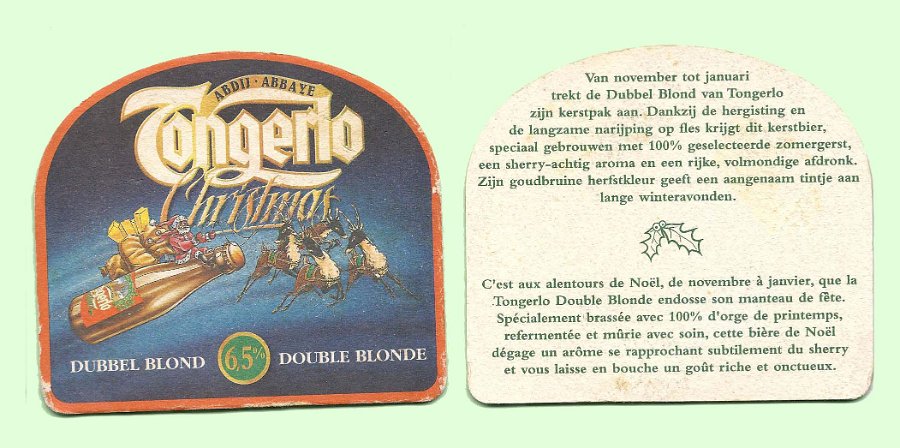 ABDIJ · ABBAYE
Tongerlo
Christmas
DUBBEL BLOND 6,5% DOUBLE BLONDE
Van november tot januari
trekt de Dubbel Blond van Tongerlo
zijn kerstpak aan. Dankzij de hergisting en
de langzame narijping op fles krijgt dit kerstbier,
speciaal gebrouwen met 100% geselecteerde zomergerst,
een sherry-achtig aroma en een rijke, volmondige afdronk.
Zijn goudbruine herfstkleur geeft een aangenaam tintje aan
lange winteravonden.
C'est aux alentours de Noël, de novembre à janvier, que la
Tongerlo Double Blonde endosse son manteau de fête.
Spécialement brassée avec 100% d'orge de printemps,
refermentée et mûrie avec soin, cette bière de Noël
dégage un arôme se rapprochant subtilement du sherry
et vous laisse en bouche un goût riche et onctueux.